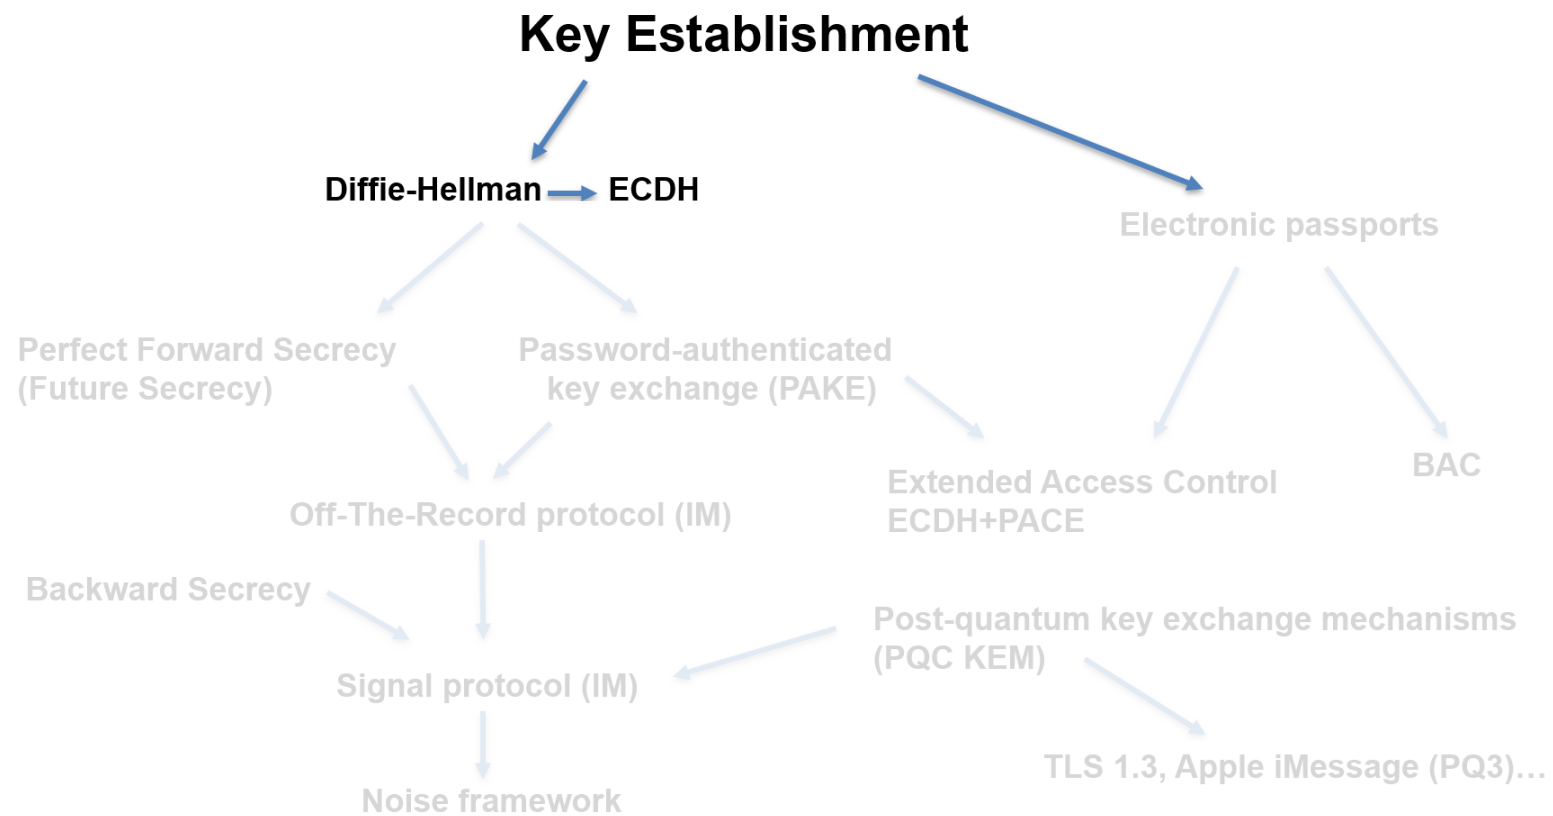 Key Establishment
Diffie-Hellman
ECDH
Electronic passports
Perfect Forward Secrecy
(Future Secrecy)
Password-authenticated
key exchange (PAKE)
BAC
Extended Access Control
ECDH+PACE
Off-The-Record protocol (IM)
Backward Secrecy
Post-quantum key exchange mechanisms
(PQC KEM)
Signal protocol (IM)
TLS 1.3, Apple iMessage (PQ3)…
Noise framework